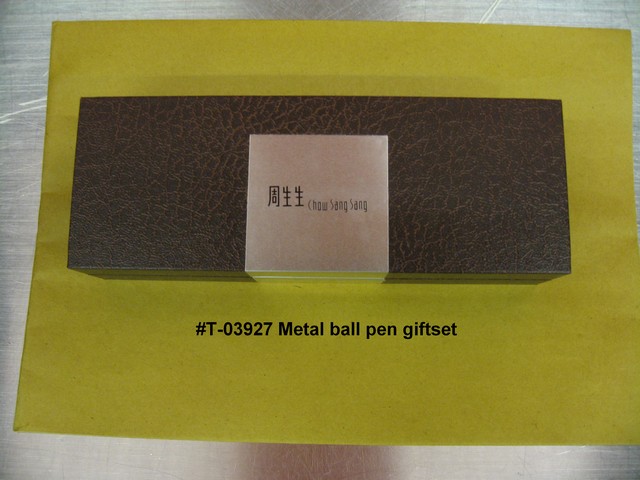 周生生 Chow Sang Sang
#T-03927 Metal ball pen giftset